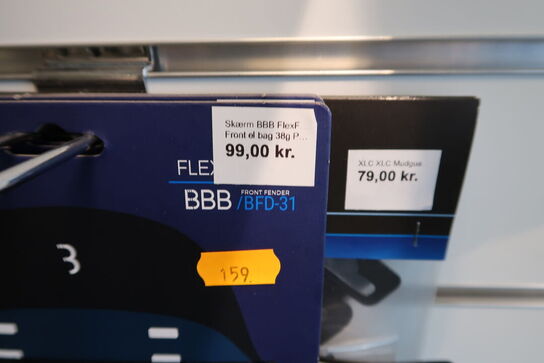 Skærm BBB FlexF
Front el bag 38g P...
99,00 kr.
FLEX
FRONT FENDER
BBB /BFD-31
159.
XLC XLC Mudgua
79,00 kr.